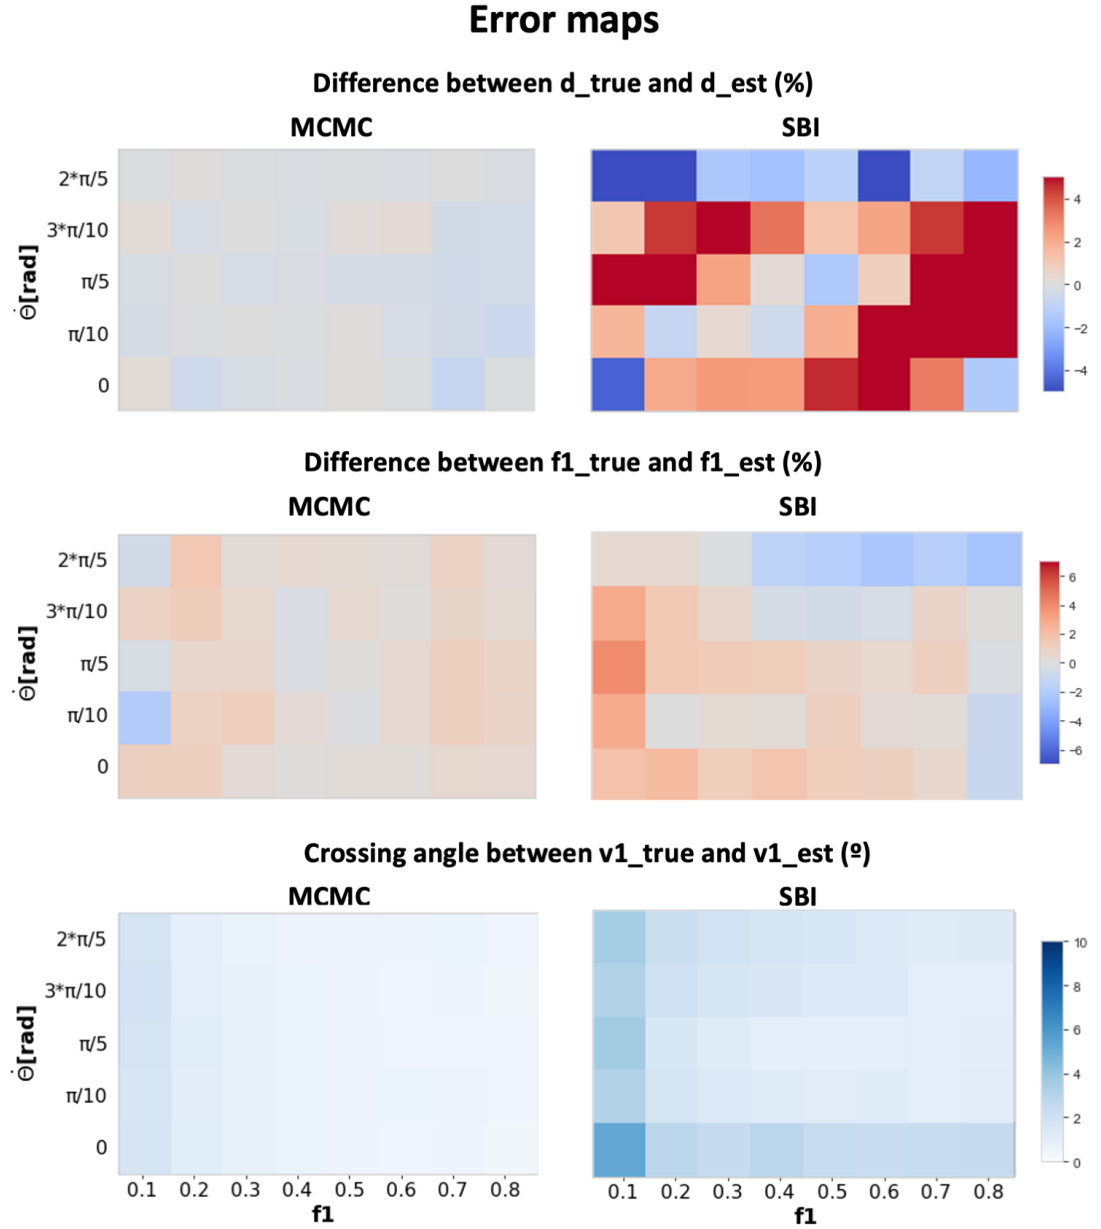 Error maps
Difference between d_true and d_est (%)
MCMC SBI
2*π/5
3*π/10
π/5
π/10
0
Θ̇[rad]
4
2
0
−2
−4
Difference between f1_true and f1_est (%)
MCMC SBI
2*π/5
3*π/10
π/5
π/10
0
Θ̇[rad]
6
4
2
0
−2
−4
−6
Crossing angle between v1_true and v1_est (º)
MCMC SBI
2*π/5
3*π/10
π/5
π/10
0
Θ̇[rad]
10
8
6
4
2
0
0.1 0.2 0.3 0.4 0.5 0.6 0.7 0.8
f1
0.1 0.2 0.3 0.4 0.5 0.6 0.7 0.8
f1